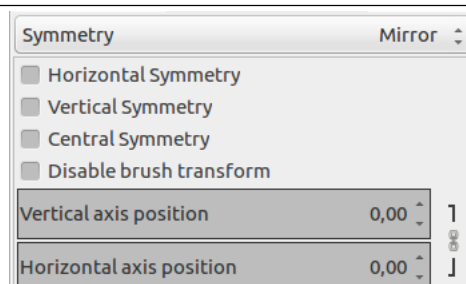 Symmetry Mirror
Horizontal Symmetry
Vertical Symmetry
Central Symmetry
Disable brush transform
Vertical axis position 0,00
Horizontal axis position 0,00